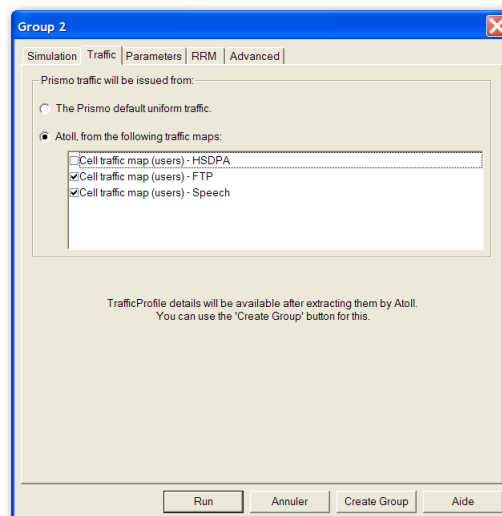 Group 2
Simulation Traffic Parameters RRM Advanced
Prismo traffic will be issued from:
The Prismo default uniform traffic.
Atoll, from the following traffic maps:
Cell traffic map (users) - HSDPA
Cell traffic map (users) - FTP
Cell traffic map (users) - Speech
TrafficProfile details will be available after extracting them by Atoll.
You can use the 'Create Group' button for this.
Run Annuler Create Group Aide